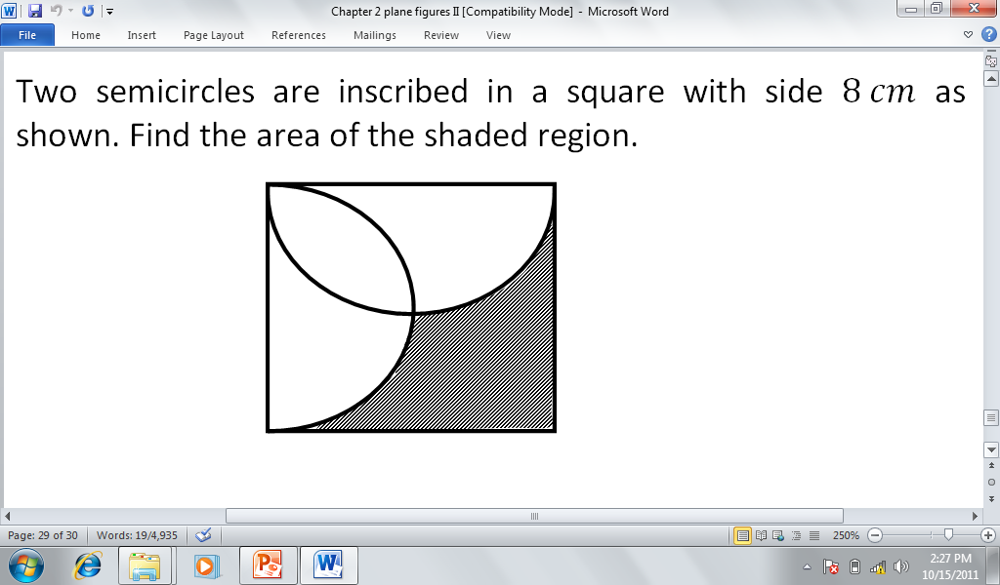 Chapter 2 plane figures II [Compatibility Mode] - Microsoft Word
File Home Insert Page Layout References Mailings Review View
Two semicircles are inscribed in a square with side 8 cm as
shown. Find the area of the shaded region.
Page: 29 of 30 Words: 19/4,935 250%
2:27 PM
10/15/2011